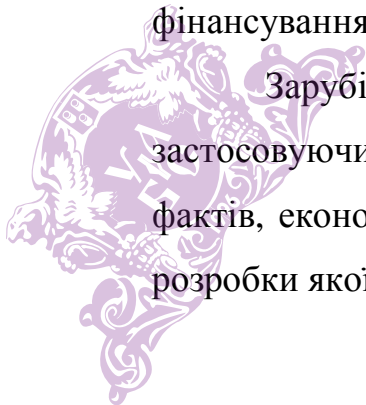 фінансування
Зарубі
застосовуючи
фактів, еконо
розробки якої